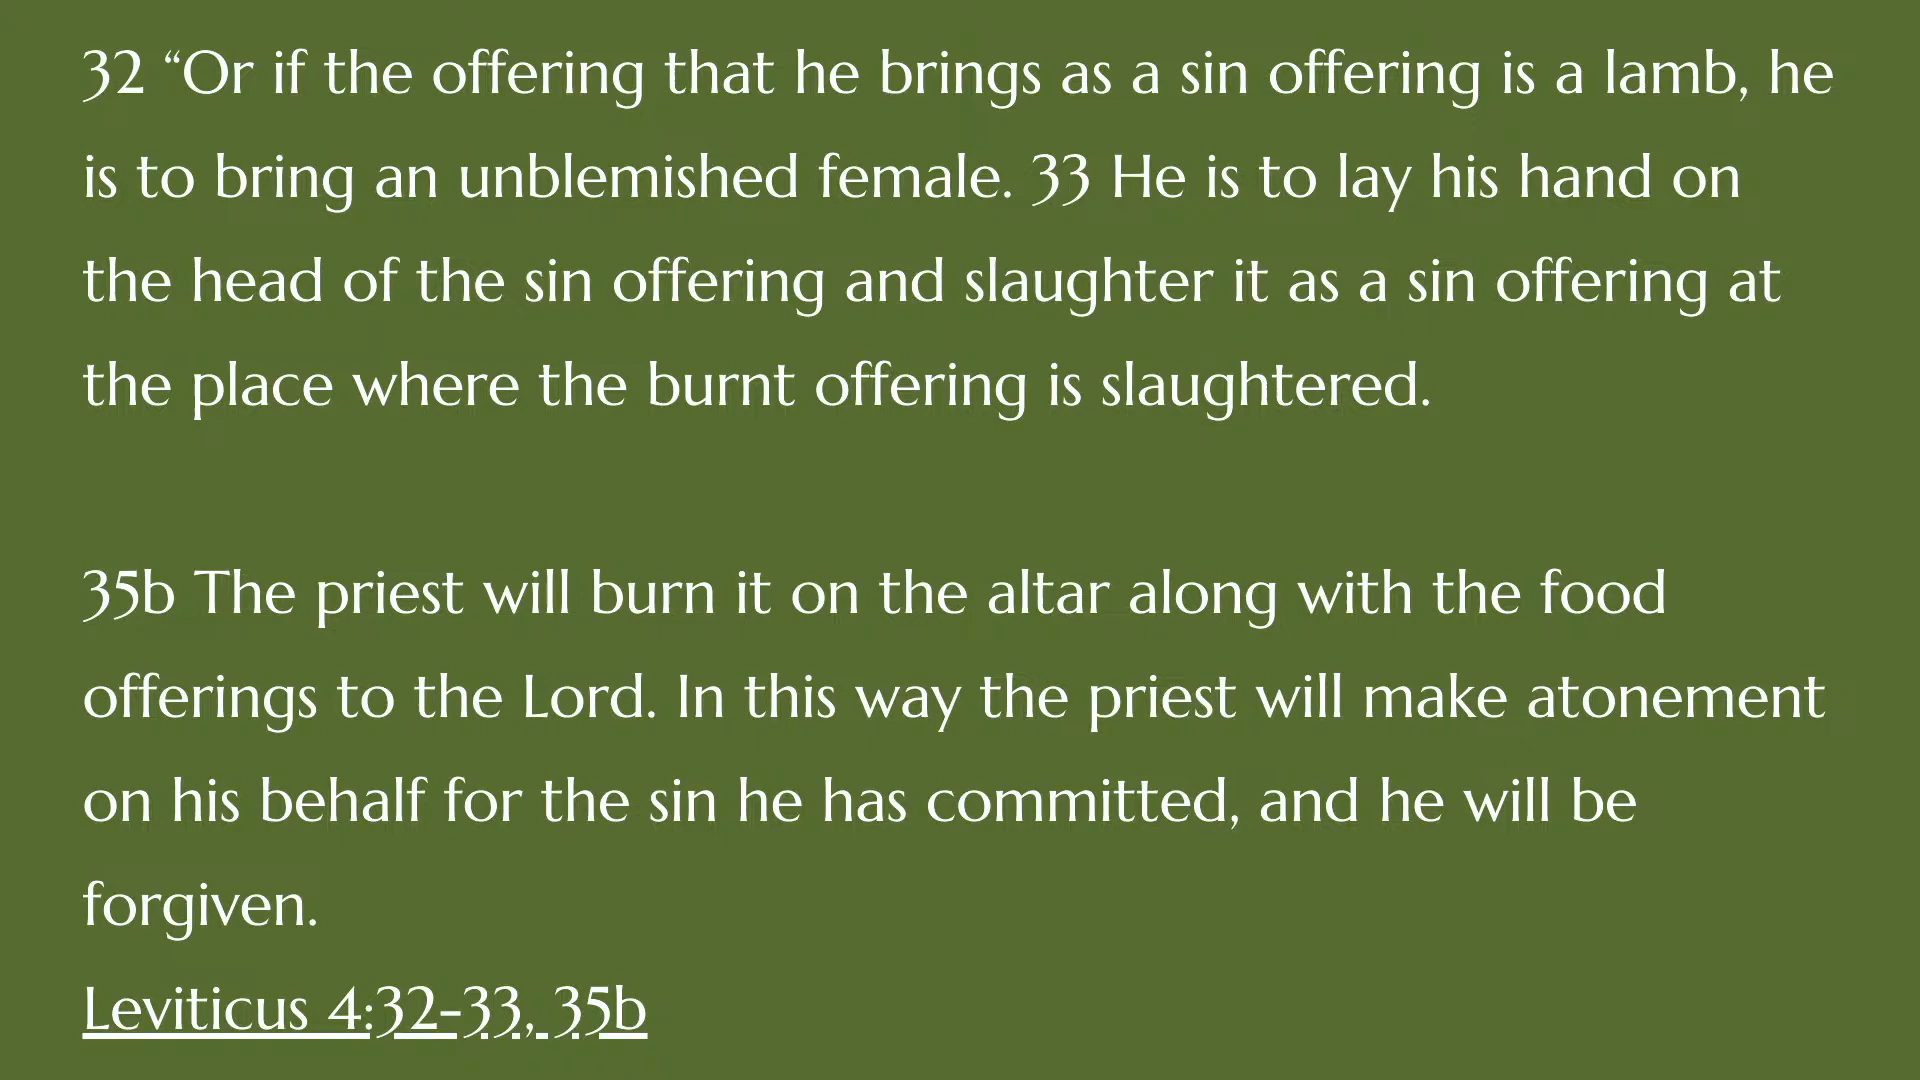 32 “Or if the offering that he brings as a sin offering is a lamb, he
is to bring an unblemished female. 33 He is to lay his hand on
the head of the sin offering and slaughter it as a sin offering at
the place where the burnt offering is slaughtered.
35b The priest will burn it on the altar along with the food
offerings to the Lord. In this way the priest will make atonement
on his behalf for the sin he has committed, and he will be
forgiven.
Leviticus 4:32-33, 35b